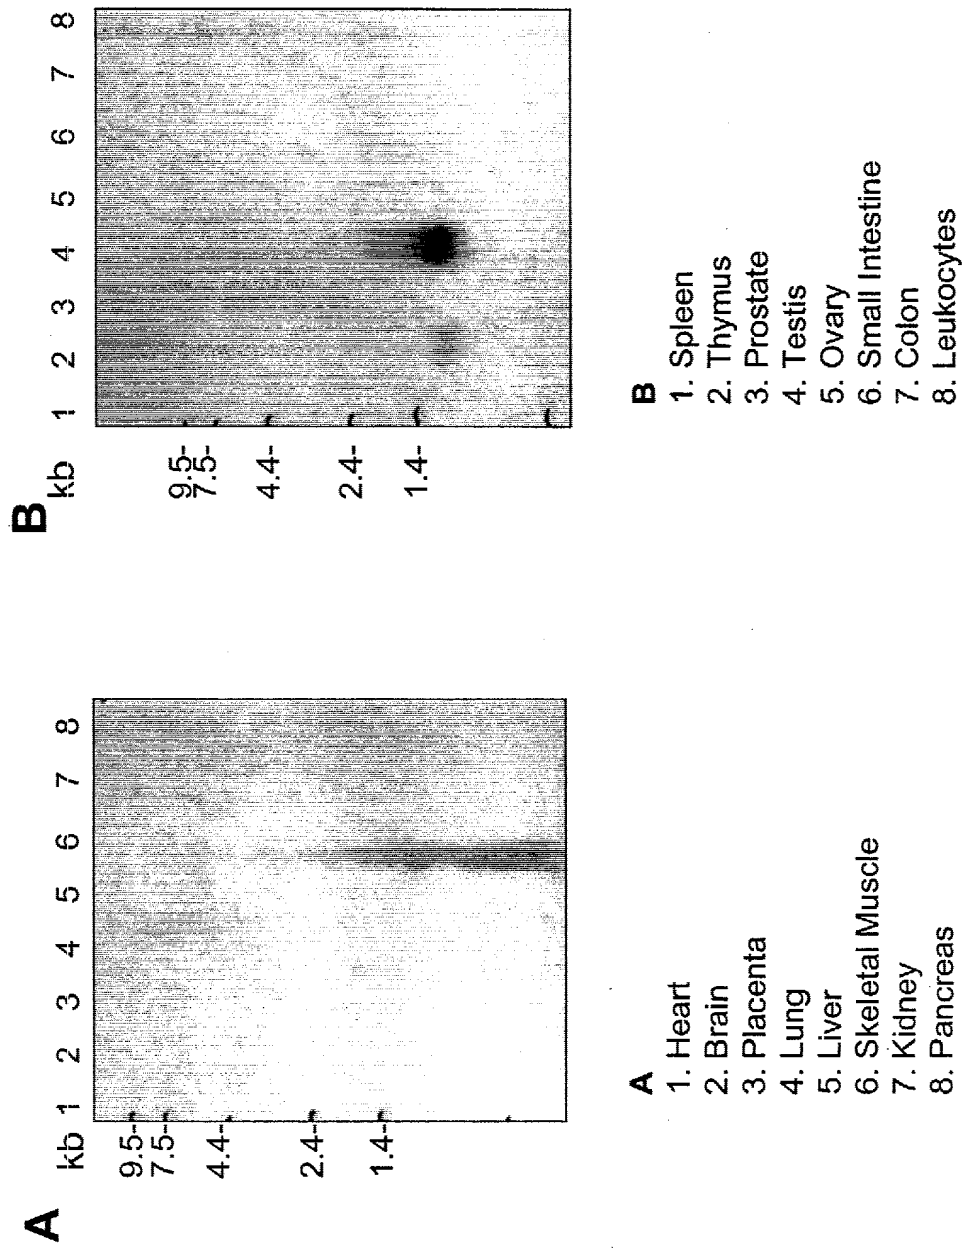 A
kb 1 2 3 4 5 6 7 8
9.5-
7.5-
4.4-
2.4-
1.4-
A
1. Heart
2. Brain
3. Placenta
4. Lung
5. Liver
6. Skeletal Muscle
7. Kidney
8. Pancreas
B
kb 1 2 3 4 5 6 7 8
9.5-
7.5-
4.4-
2.4-
1.4-
B
1. Spleen
2. Thymus
3. Prostate
4. Testis
5. Ovary
6. Small Intestine
7. Colon
8. Leukocytes